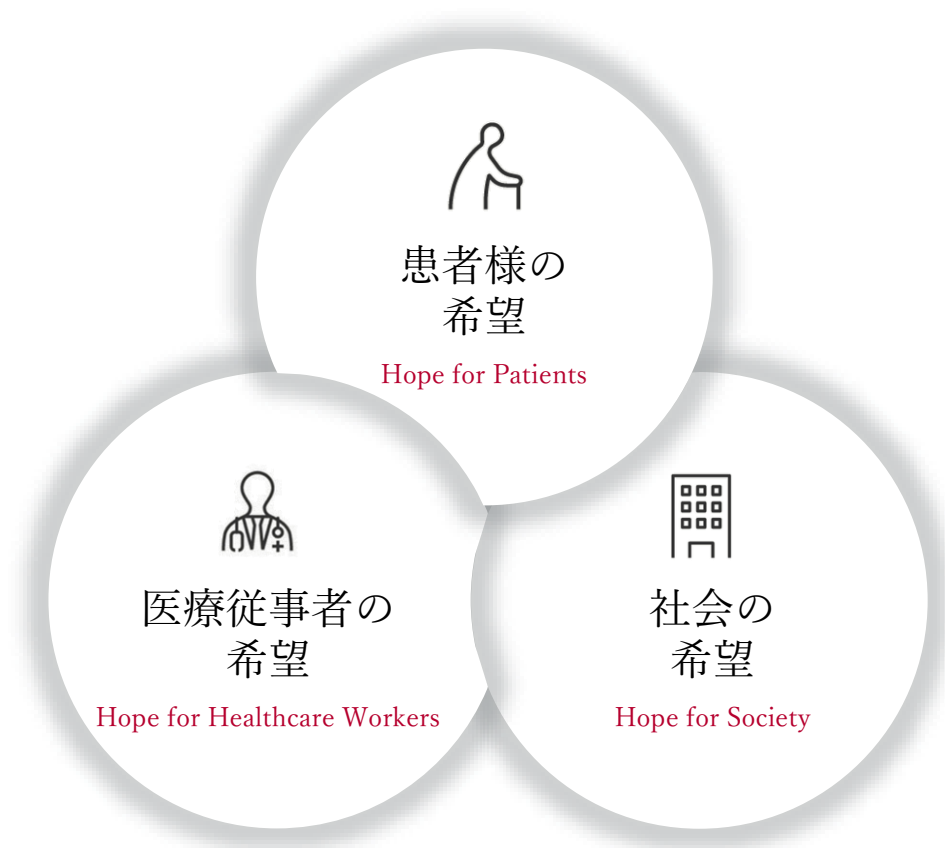 患者様の
希望
Hope for Patients
医療従事者の
希望
Hope for Healthcare Workers
社会の
希望
Hope for Society